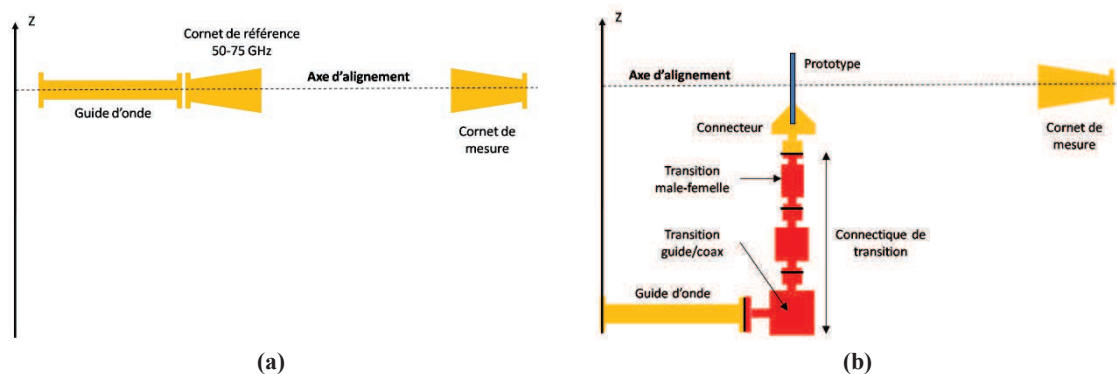 Z
Cornet de référence
50-75 GHz
Axe d'alignement
Guide d'onde
Cornet de
mesure
(a)
Z
Prototype
Axe d'alignement
Connecteur
Cornet de
mesure
Transition
male-femelle
Transition
guide/coax
Connectique de
transition
Guide d'onde
(b)